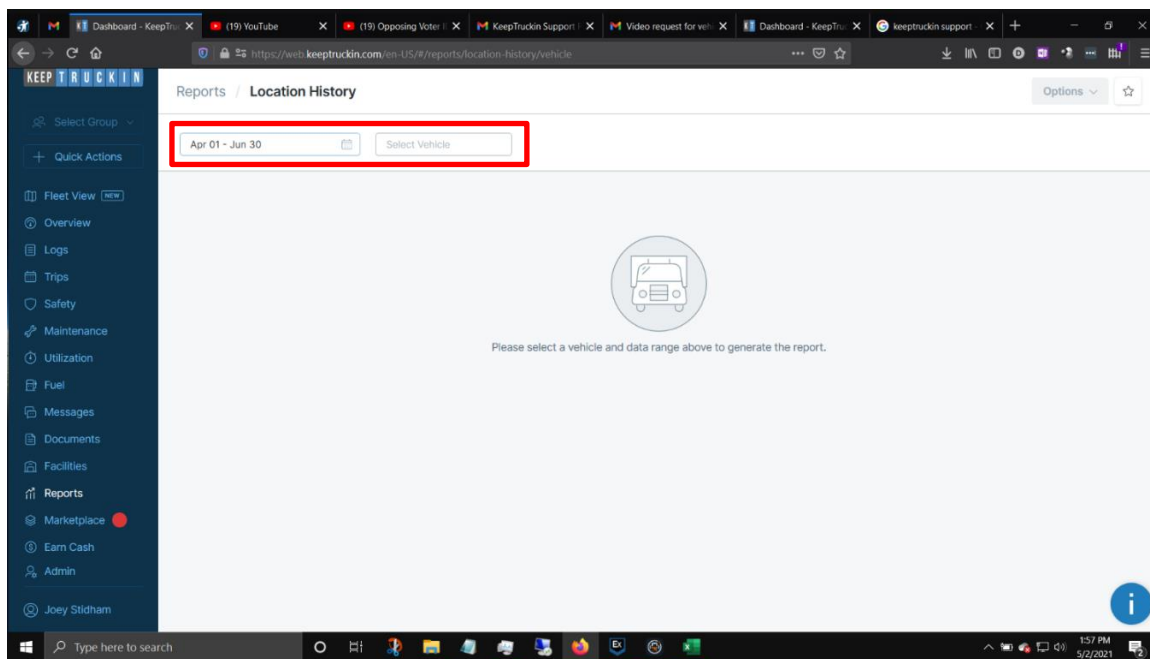 Dashboard - KeepTru
(19) YouTube
(19) Opposing Voter I
KeepTruckin Support
Video request for veh
Dashboard - KeepTru
keeptruckin support -
https://web.keeptruckin.com/en-US/#/reports/location-history/vehicle
KEEP TRUCKIN
Reports / Location History
Options
Select Group
Apr 01 - Jun 30
Select Vehicle
Quick Actions
Fleet View NEW
Overview
Logs
Trips
Safety
Maintenance
Utilization
Fuel
Messages
Documents
Facilities
Reports
Marketplace
Earn Cash
Admin
Joey Stidham
Please select a vehicle and data range above to generate the report.
i
Type here to search
Ex
1:57 PM
5/2/2021
2